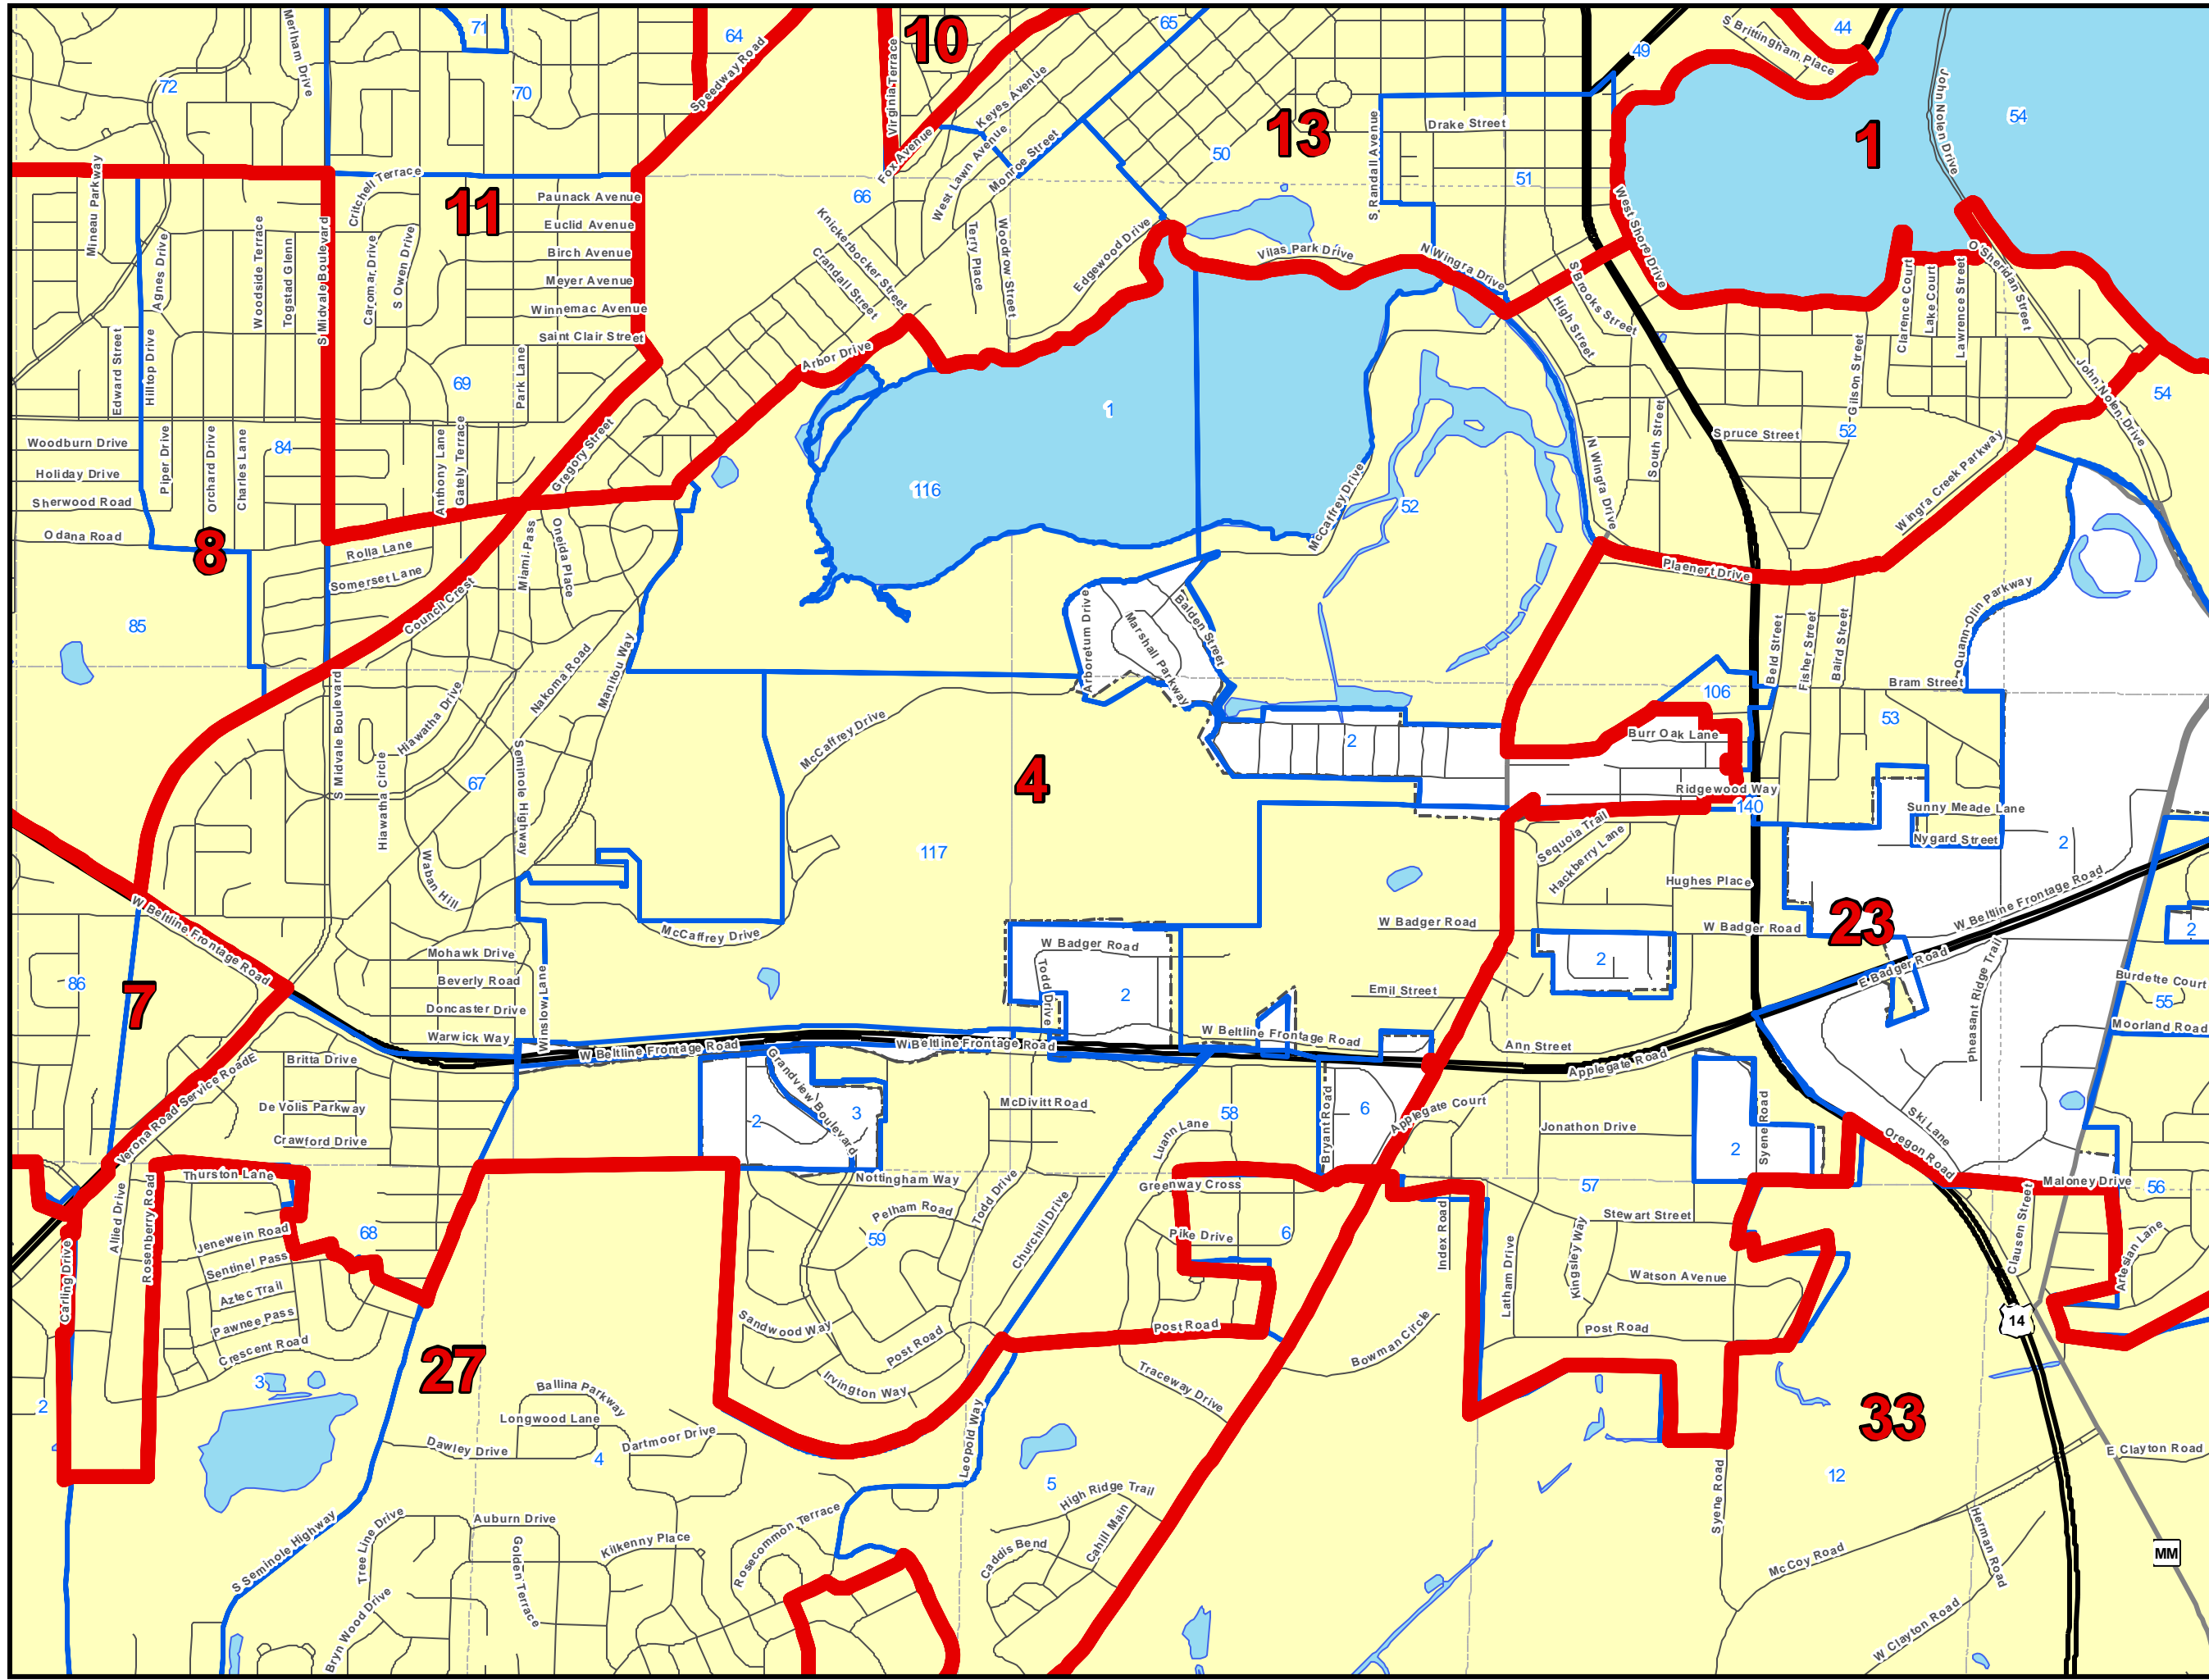 Merlham Drive
71
64
Speedway Road
10
Virginia Terrace
65
Keyes Avenue
49
S Brittingham Place
44
John Nolen Drive
54
72
70
Fox Avenue
West Lawn Avenue
Monroe Street
13
50
S Randall Avenue
Drake Street
51
1
Mineau Parkway
Critchell Terrace
11
Paunack Avenue
Euclid Avenue
Birch Avenue
Meyer Avenue
Winnemac Avenue
Saint Clair Street
66
Knickerbocker Street
Crandall Street
Terry Place
Woodrow Street
Edgewood Drive
Vilas Park Drive
N Wingra Drive
West Shore Drive
S Brooks Street
High Street
O Sheridan Street
Clarence Court
Lake Court
Lawrence Street
Agnes Drive
Woodside Terrace
Togstad Glenn
S Midvale Boulevard
Caromar Drive
S Owen Drive
Edward Street
Hilltop Drive
69
Park Lane
Arbor Drive
1
Gilson Street
John Nolen Drive
54
Woodburn Drive
Holiday Drive
Sherwood Road
Odana Road
Piper Drive
Orchard Drive
Charles Lane
84
Anthony Lane
Gately Terrace
Gregory Street
116
McCaffrey Drive
52
N Wingra Drive
South Street
Spruce Street
52
Wingra Creek Parkway
8
Rolla Lane
Somerset Lane
Council Crest
Miami Pass
Oneida Place
Plaenert Drive
85
Arboretum Drive
Marshall Parkway
Balden Street
Beld Street
Fisher Street
Baird Street
Quann-Olin Parkway
Bram Street
S Midvale Boulevard
Hiawatha Drive
Nakoma Road
Manitou Way
McCaffrey Drive
106
53
Hiawatha Circle
67
Seminole Highway
4
2
Burr Oak Lane
Ridgewood Way
140
Sunny Meade Lane
Nygard Street
2
117
Waban Hill
Sequoia Trail
Hackberry Lane
Hughes Place
W Beltline Frontage Road
McCaffrey Drive
W Badger Road
W Badger Road
W Badger Road
23
W Beltline Frontage Road
2
86
7
Mohawk Drive
Beverly Road
Doncaster Drive
Warwick Way
Winslow Lane
Todd Drive
2
Emil Street
2
E Badger Road
Pheasant Ridge Trail
Burdette Court
55
Moorland Road
Verona Road Service RoadE
Britta Drive
W Beltline Frontage Road
W Beltline Frontage Road
W Beltline Frontage Road
Ann Street
Applegate Road
De Volis Parkway
Crawford Drive
2
Grandview Boulevard
3
McDivitt Road
58
Luann Lane
Bryant Road
6
Applegate Court
Jonathon Drive
2
Syene Road
Ski Lane
Oregon Road
Thurston Lane
Nottingham Way
Greenway Cross
57
Maloney Drive
56
Allied Drive
Rosenberry Road
Carling Drive
Jenewein Road
Sentinel Pass
Aztec Trail
Pawnee Pass
Crescent Road
68
Pelham Road
59
Todd Drive
Churchill Drive
Pike Drive
6
Index Road
Latham Drive
Kingsley Way
Stewart Street
Watson Avenue
Clausen Street
Artesian Lane
Sandwood Way
Post Road
Irvington Way
Post Road
Bowman Circle
Post Road
14
2
3
27
Ballina Parkway
Longwood Lane
Dawley Drive
Dartmoor Drive
4
Leopold Way
Traceway Drive
33
12
E Clayton Road
5
High Ridge Trail
Syene Road
S Seminole Highway
Tree Line Drive
Auburn Drive
Golden Terrace
Kilkenny Place
Rosecommon Terrace
Caddis Bend
Cahill Main
McCoy Road
Herman Road
MM
Bryn Wood Drive
W Clayton Road